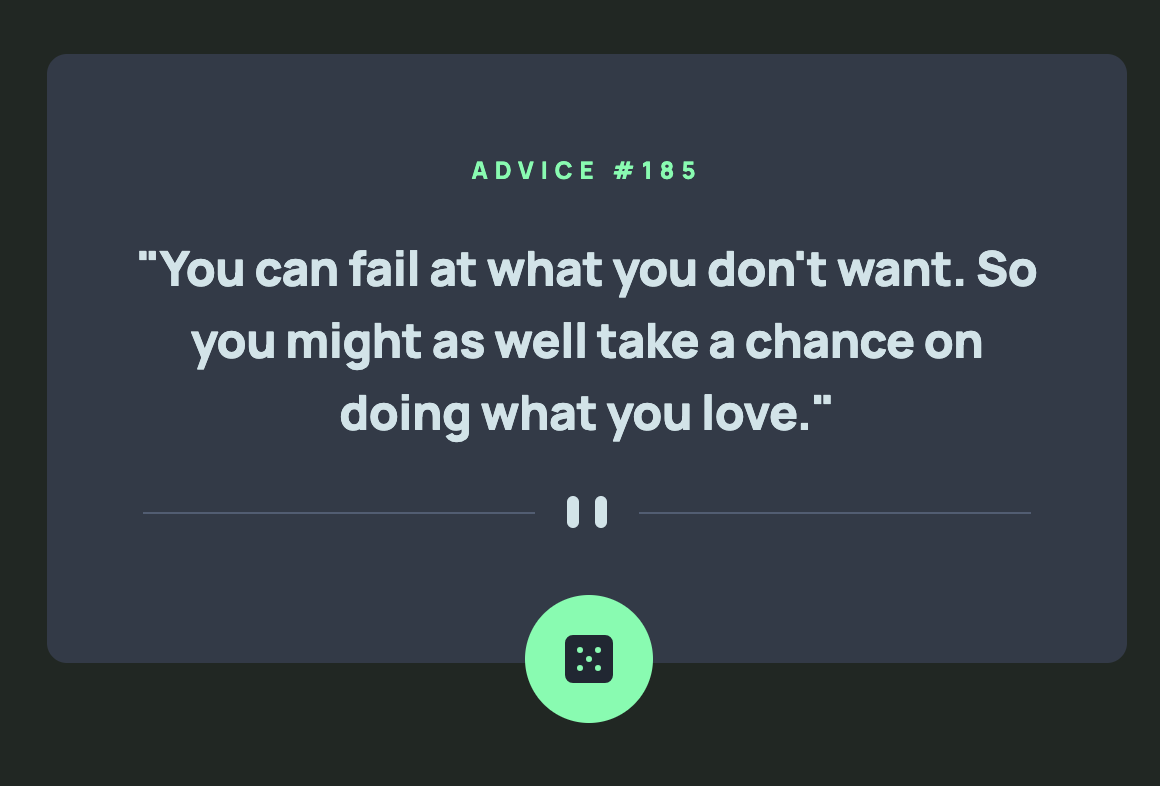 ADVICE #185
"You can fail at what you don't want. So
you might as well take a chance on
doing what you love."